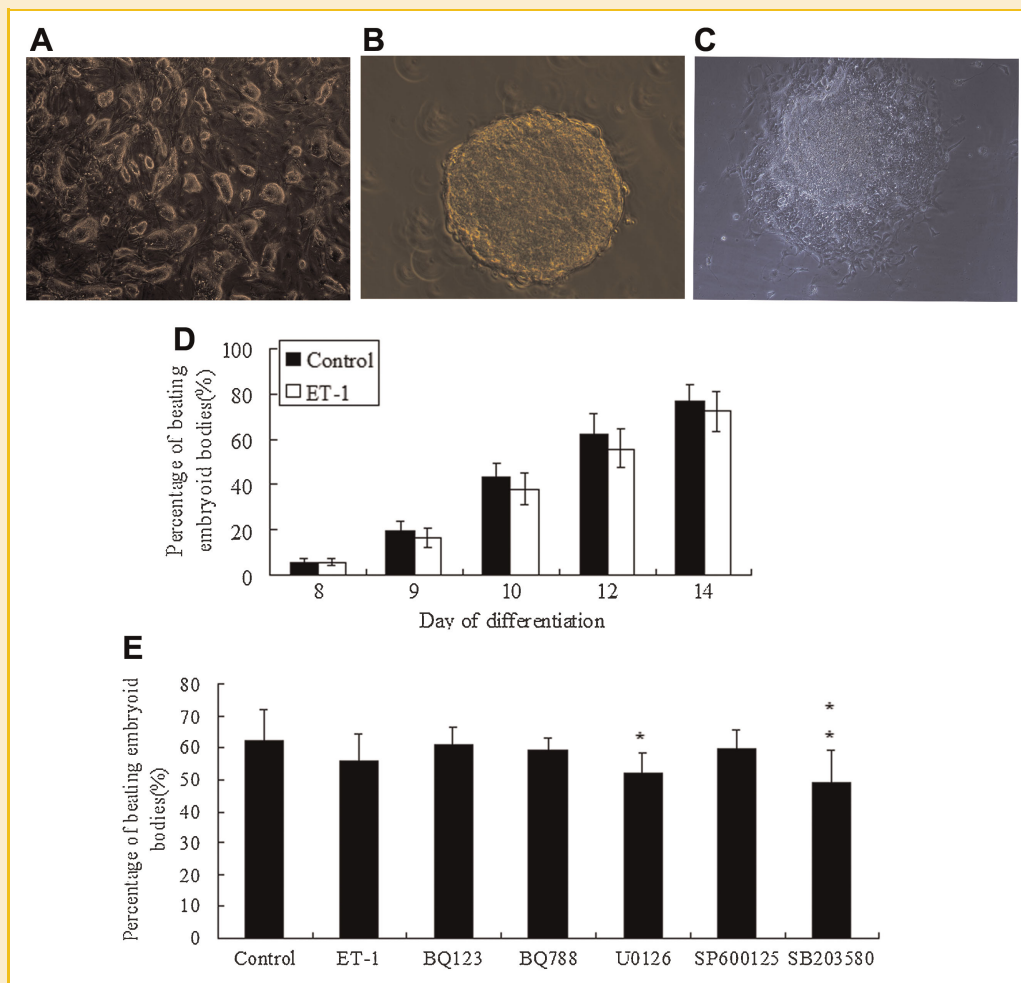 A
B
C
D
Percentage of beating
embryoid bodies(%)
100
80
60
40
20
0
Control
ET-1
8 9 10 12 14
Day of differentiation
E
Percentage of beating embryoid
bodies(%)
80
70
60
50
40
30
20
10
0
*
*
*
Control ET-1 BQ123 BQ788 U0126 SP600125 SB203580